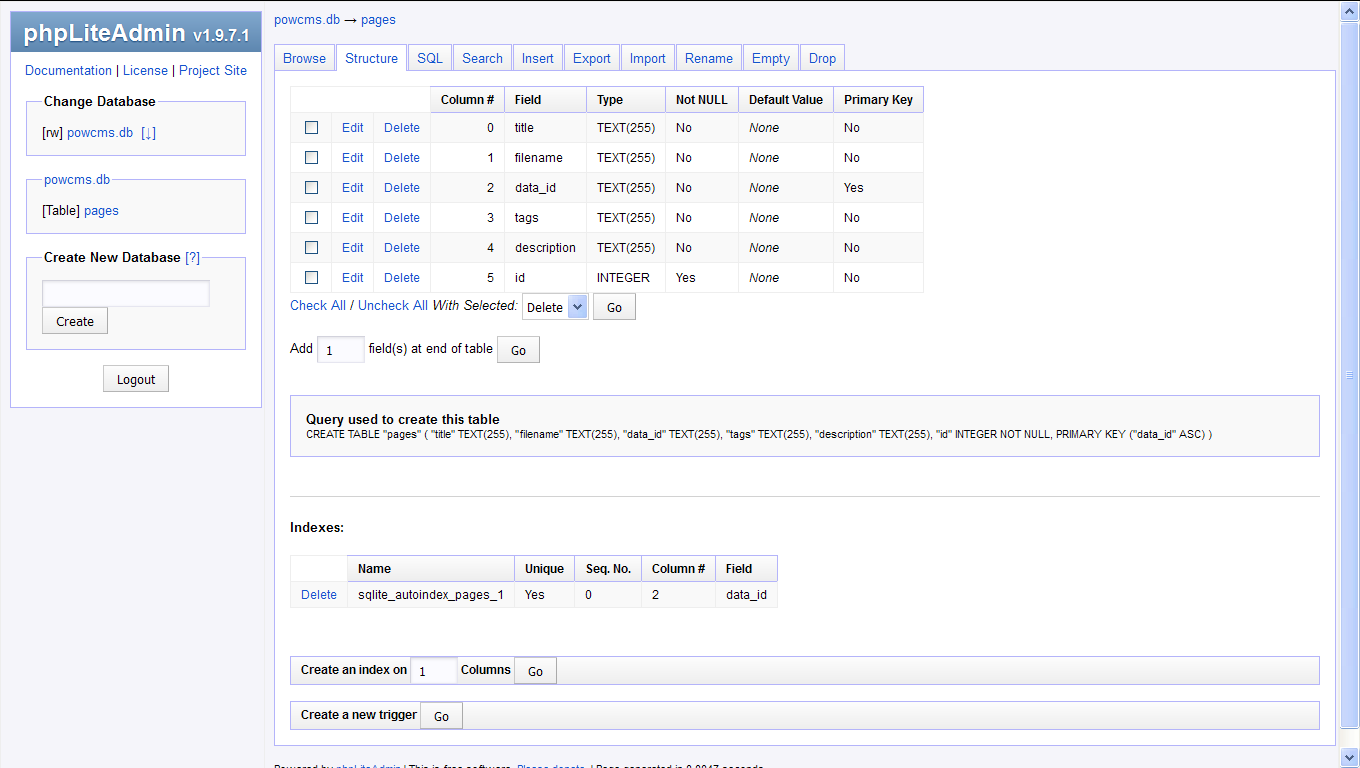 phpLiteAdmin v1.9.7.1
Documentation | License | Project Site
Change Database
[rw] powcms.db [↓]
powcms.db
[Table] pages
Create New Database [?]
Create
Logout
powcms.db → pages
Browse Structure SQL Search Insert Export Import Rename Empty Drop
Column # Field Type Not NULL Default Value Primary Key
Edit Delete 0 title TEXT(255) No None No
Edit Delete 1 filename TEXT(255) No None No
Edit Delete 2 data_id TEXT(255) No None Yes
Edit Delete 3 tags TEXT(255) No None No
Edit Delete 4 description TEXT(255) No None No
Edit Delete 5 id INTEGER Yes None No
Check All / Uncheck All With Selected: Delete Go
Add 1 field(s) at end of table Go
Query used to create this table
CREATE TABLE "pages" ( "title" TEXT(255), "filename" TEXT(255), "data_id" TEXT(255), "tags" TEXT(255), "description" TEXT(255), "id" INTEGER NOT NULL, PRIMARY KEY ("data_id" ASC) )
Indexes:
Name Unique Seq. No. Column # Field
Delete sqlite_autoindex_pages_1 Yes 0 2 data_id
Create an index on 1 Columns Go
Create a new trigger Go
Powered by phpLiteAdmin | This is free software. Please donate. | Page generated in 0.0047 seconds.